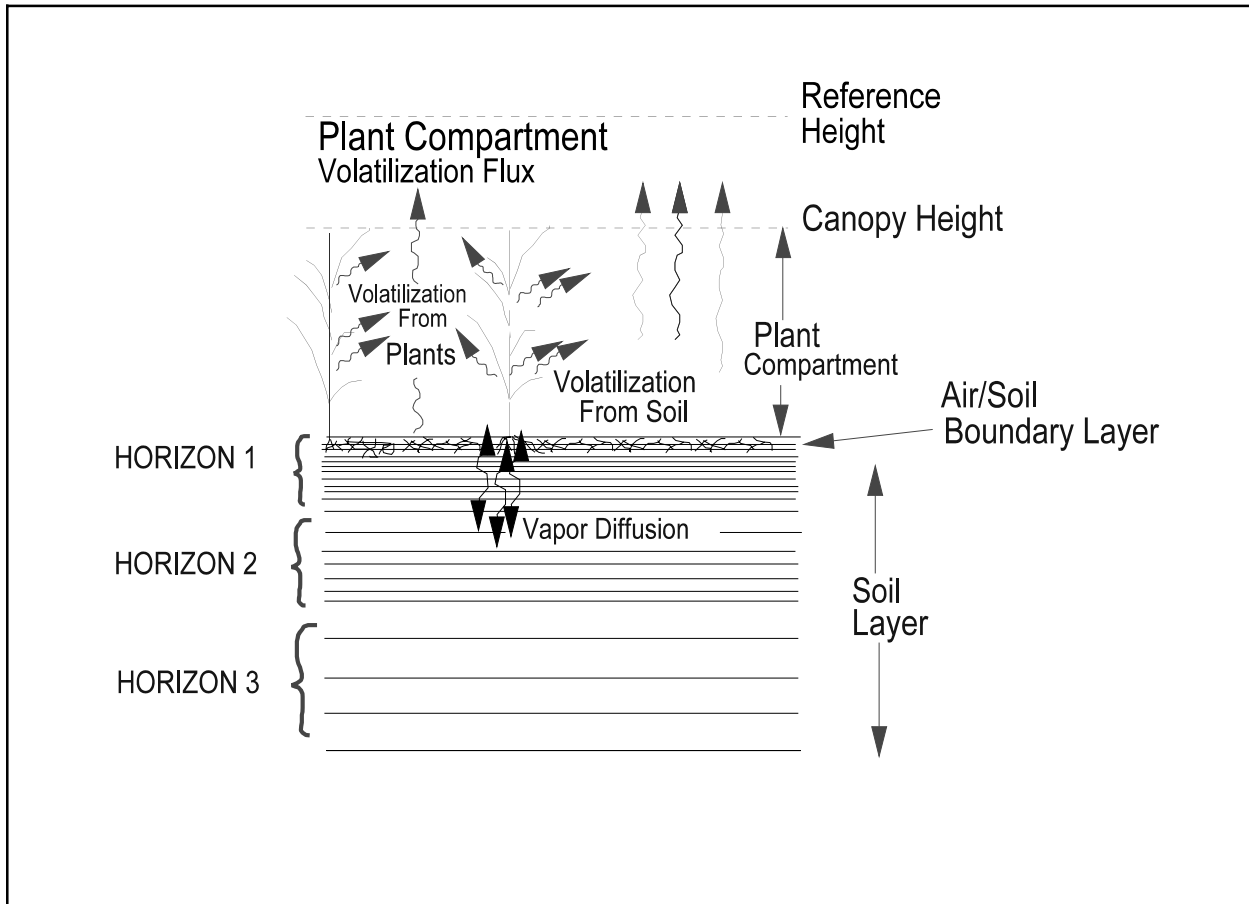 Reference
Height
Plant Compartment
Volatilization Flux
Canopy Height
Volatilization
From
Plants
Plant
Compartment
Volatilization
From Soil
Air/Soil
Boundary Layer
HORIZON 1
Vapor Diffusion
HORIZON 2
Soil
Layer
HORIZON 3